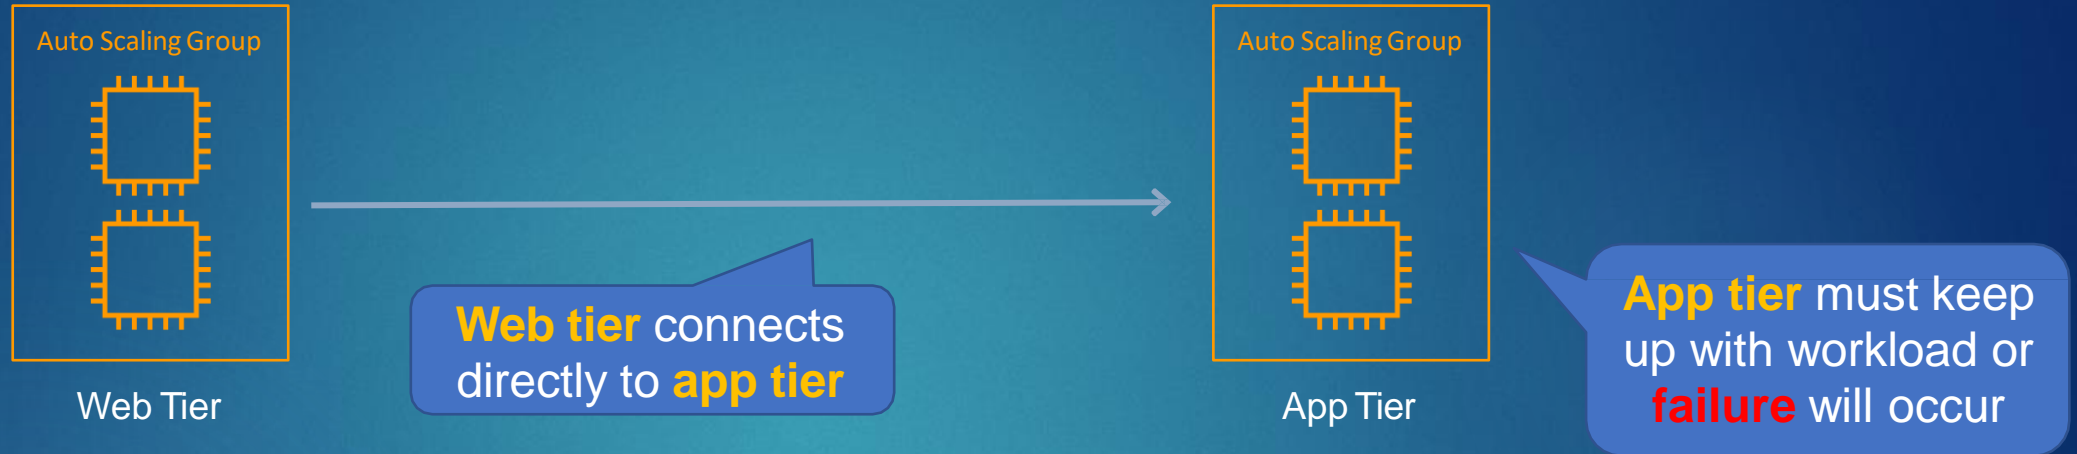 Auto Scaling Group
Web Tier
Web tier connects
directly to app tier
Auto Scaling Group
App Tier
App tier must keep
up with workload or
failure will occur